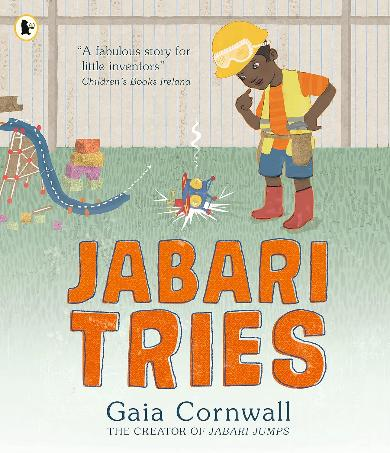 “A fabulous story for
little inventors”
Children's Books Ireland
JABARI
TRIES
Gaia Cornwall
THE CREATOR OF JABARI JUMPS